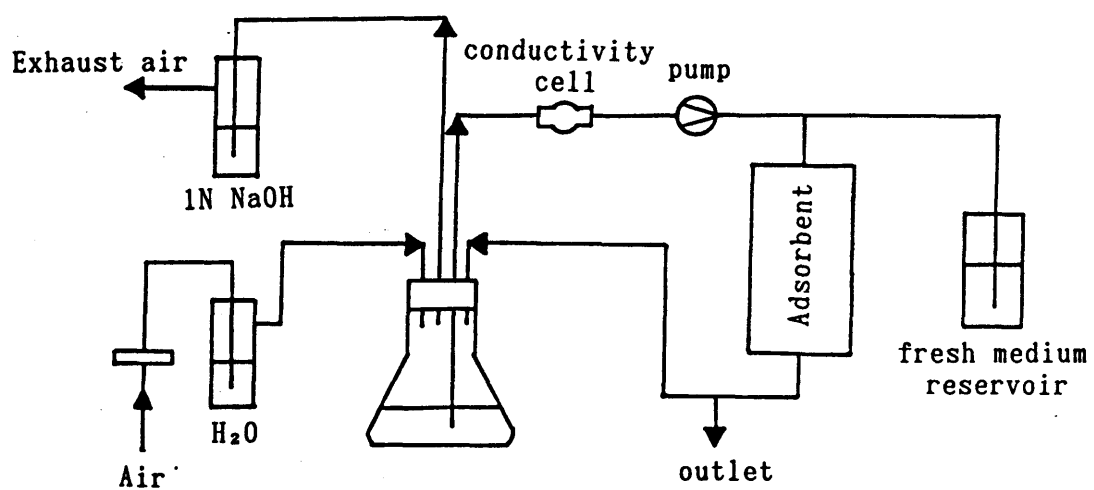 Exhaust air
conductivity
cell
pump
1N NaOH
Adsorbent
fresh medium
reservoir
H₂O
Air
outlet